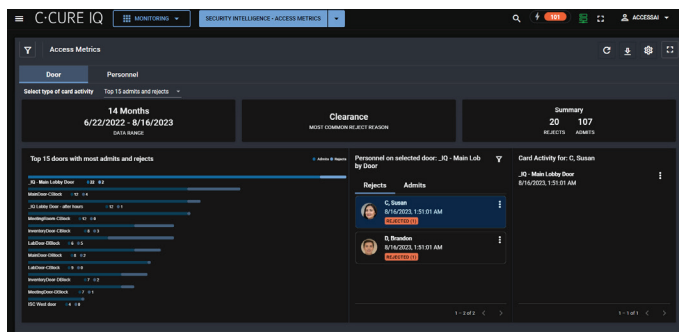 C•CURE IQ
MONITORING
SECURITY INTELLIGENCE - ACCESS METRICS
101
ACCESSAI
Access Metrics
Door
Personnel
Select type of card activity
Top 15 admits and rejects
14 Months
6/22/2022 - 8/16/2023
DATA RANGE
Clearance
MOST COMMON REJECT REASON
Summary
20 107
REJECTS ADMITS
Top 15 doors with most admits and rejects
Admits Rejects
_IQ - Main Lobby Door
MainDoor-CBlock
_IQ Lobby Door - after hours
MeetingRoom-CBlock
InventoryDoor-CBlock
LabDoor-DBlock
MainDoor-DBlock
LabDoor-CBlock
InventoryDoor-DBlock
MeetingDoor-DBlock
ISC West door
Personnel on selected door: _IQ - Main Lob
by Door
Rejects Admits
C, Susan
8/16/2023, 1:51:01 AM
REJECTED (1)
D, Brandon
8/16/2023, 1:51:01 AM
REJECTED (1)
1 - 2 of 2
Card Activity for: C, Susan
_IQ - Main Lobby Door
8/16/2023, 1:51:01 AM
1 - 1 of 1